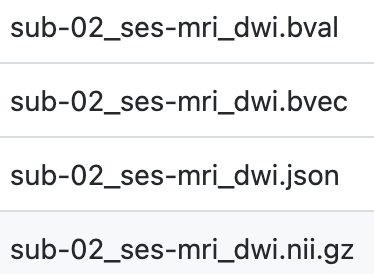 sub-02_ses-mri_dwi.bval
sub-02_ses-mri_dwi.bvec
sub-02_ses-mri_dwi.json
sub-02_ses-mri_dwi.nii.gz